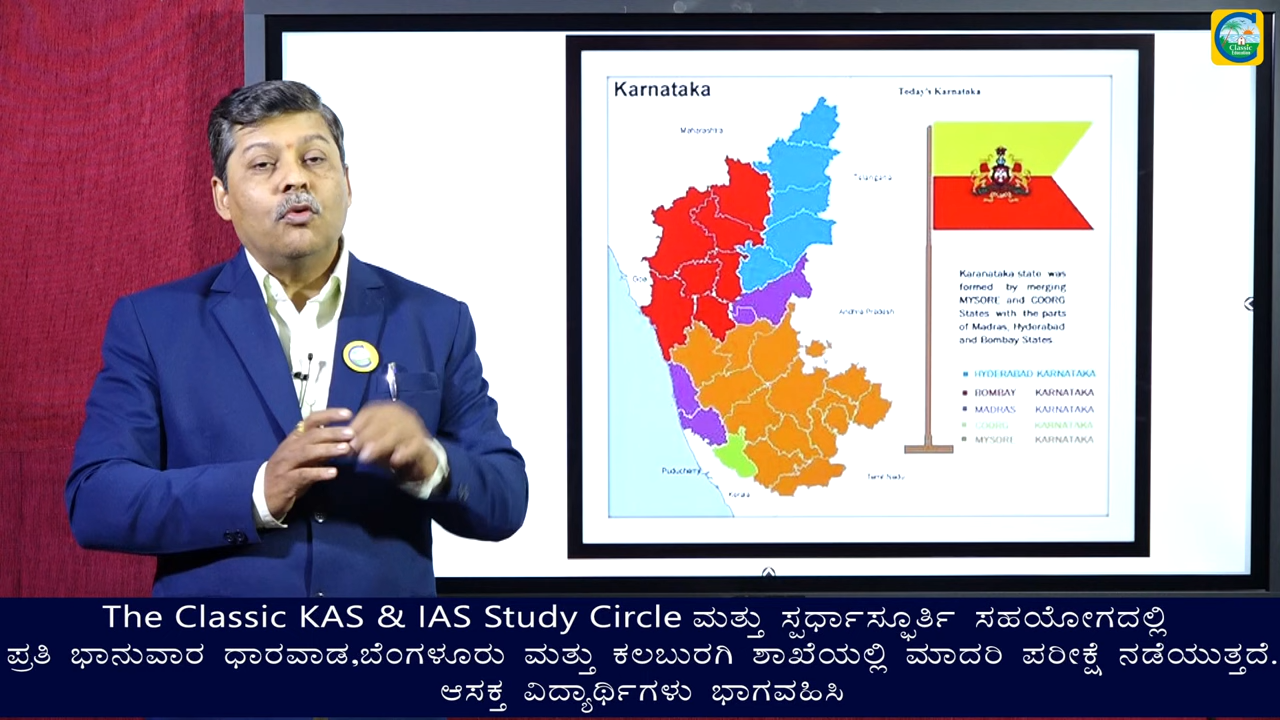 Classic
Education
Karnataka
Today's Karnataka
Maharashtra
Telangana
Goa
Andhra Pradesh
Karanataka state was
formed by merging
MYSORE and COORG
States with the parts
of Madras, Hyderabad
and Bombay States
HYDERABAD KARNATAKA
BOMBAY KARNATAKA
MADRAS KARNATAKA
COORG KARNATAKA
MYSORE KARNATAKA
Puducherry
Kerala
Tamil Nadu
The Classic KAS & IAS Study Circle ಮತ್ತು ಸ್ಪರ್ಧಾಸ್ಫೂರ್ತಿ ಸಹಯೋಗದಲ್ಲಿ
ಪ್ರತಿ ಭಾನುವಾರ ಧಾರವಾಡ,ಬೆಂಗಳೂರು ಮತ್ತು ಕಲಬುರಗಿ ಶಾಖೆಯಲ್ಲಿ ಮಾದರಿ ಪರೀಕ್ಷೆ ನಡೆಯುತ್ತದೆ.
ಆಸಕ್ತ ವಿದ್ಯಾರ್ಥಿಗಳು ಭಾಗವಹಿಸಿ